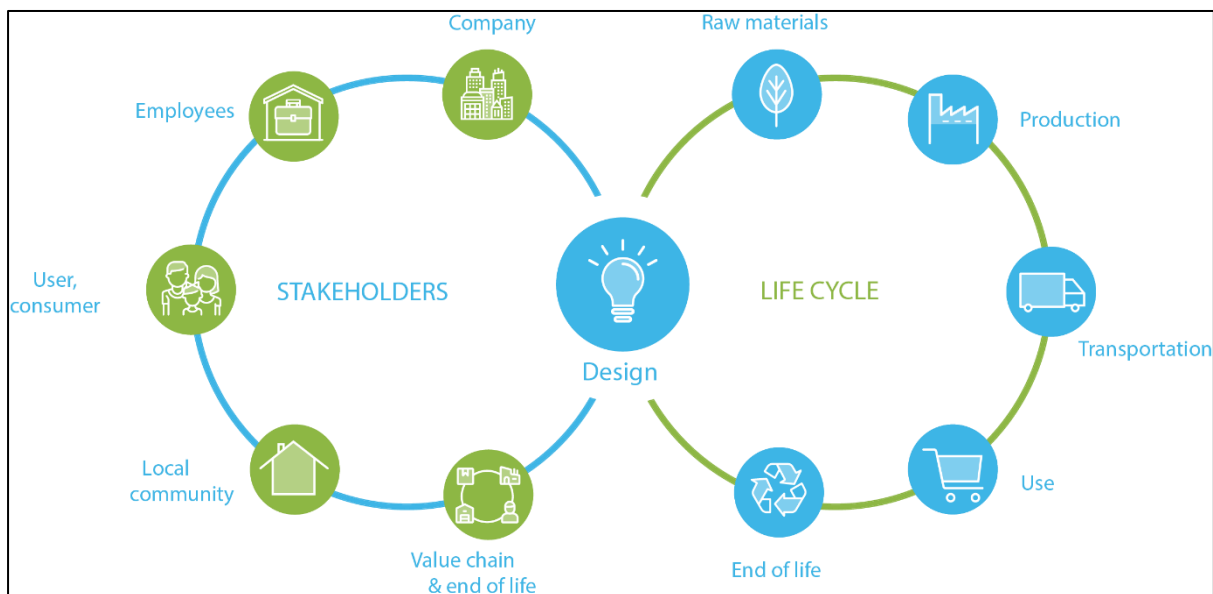 Company
Raw materials
Employees
Production
User,
consumer
STAKEHOLDERS
LIFE CYCLE
Transportation
Design
Local
community
Use
Value chain
& end of life
End of life